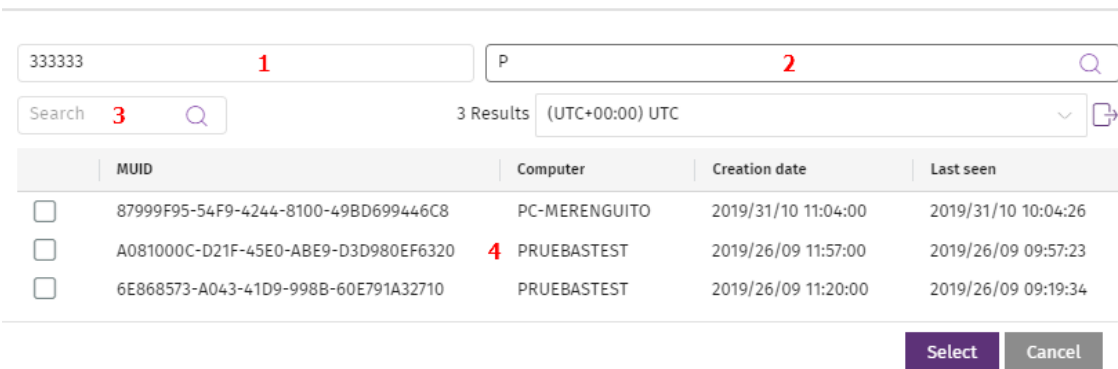 333333 1 P 2
Search 3 3 Results (UTC+00:00) UTC
MUID Computer Creation date Last seen
87999F95-54F9-4244-8100-49BD699446C8 PC-MERENGUITO 2019/31/10 11:04:00 2019/31/10 10:04:26
A081000C-D21F-45E0-ABE9-D3D980EF6320 4 PRUEBASTEST 2019/26/09 11:57:00 2019/26/09 09:57:23
6E868573-A043-41D9-998B-60E791A32710 PRUEBASTEST 2019/26/09 11:20:00 2019/26/09 09:19:34
Select Cancel